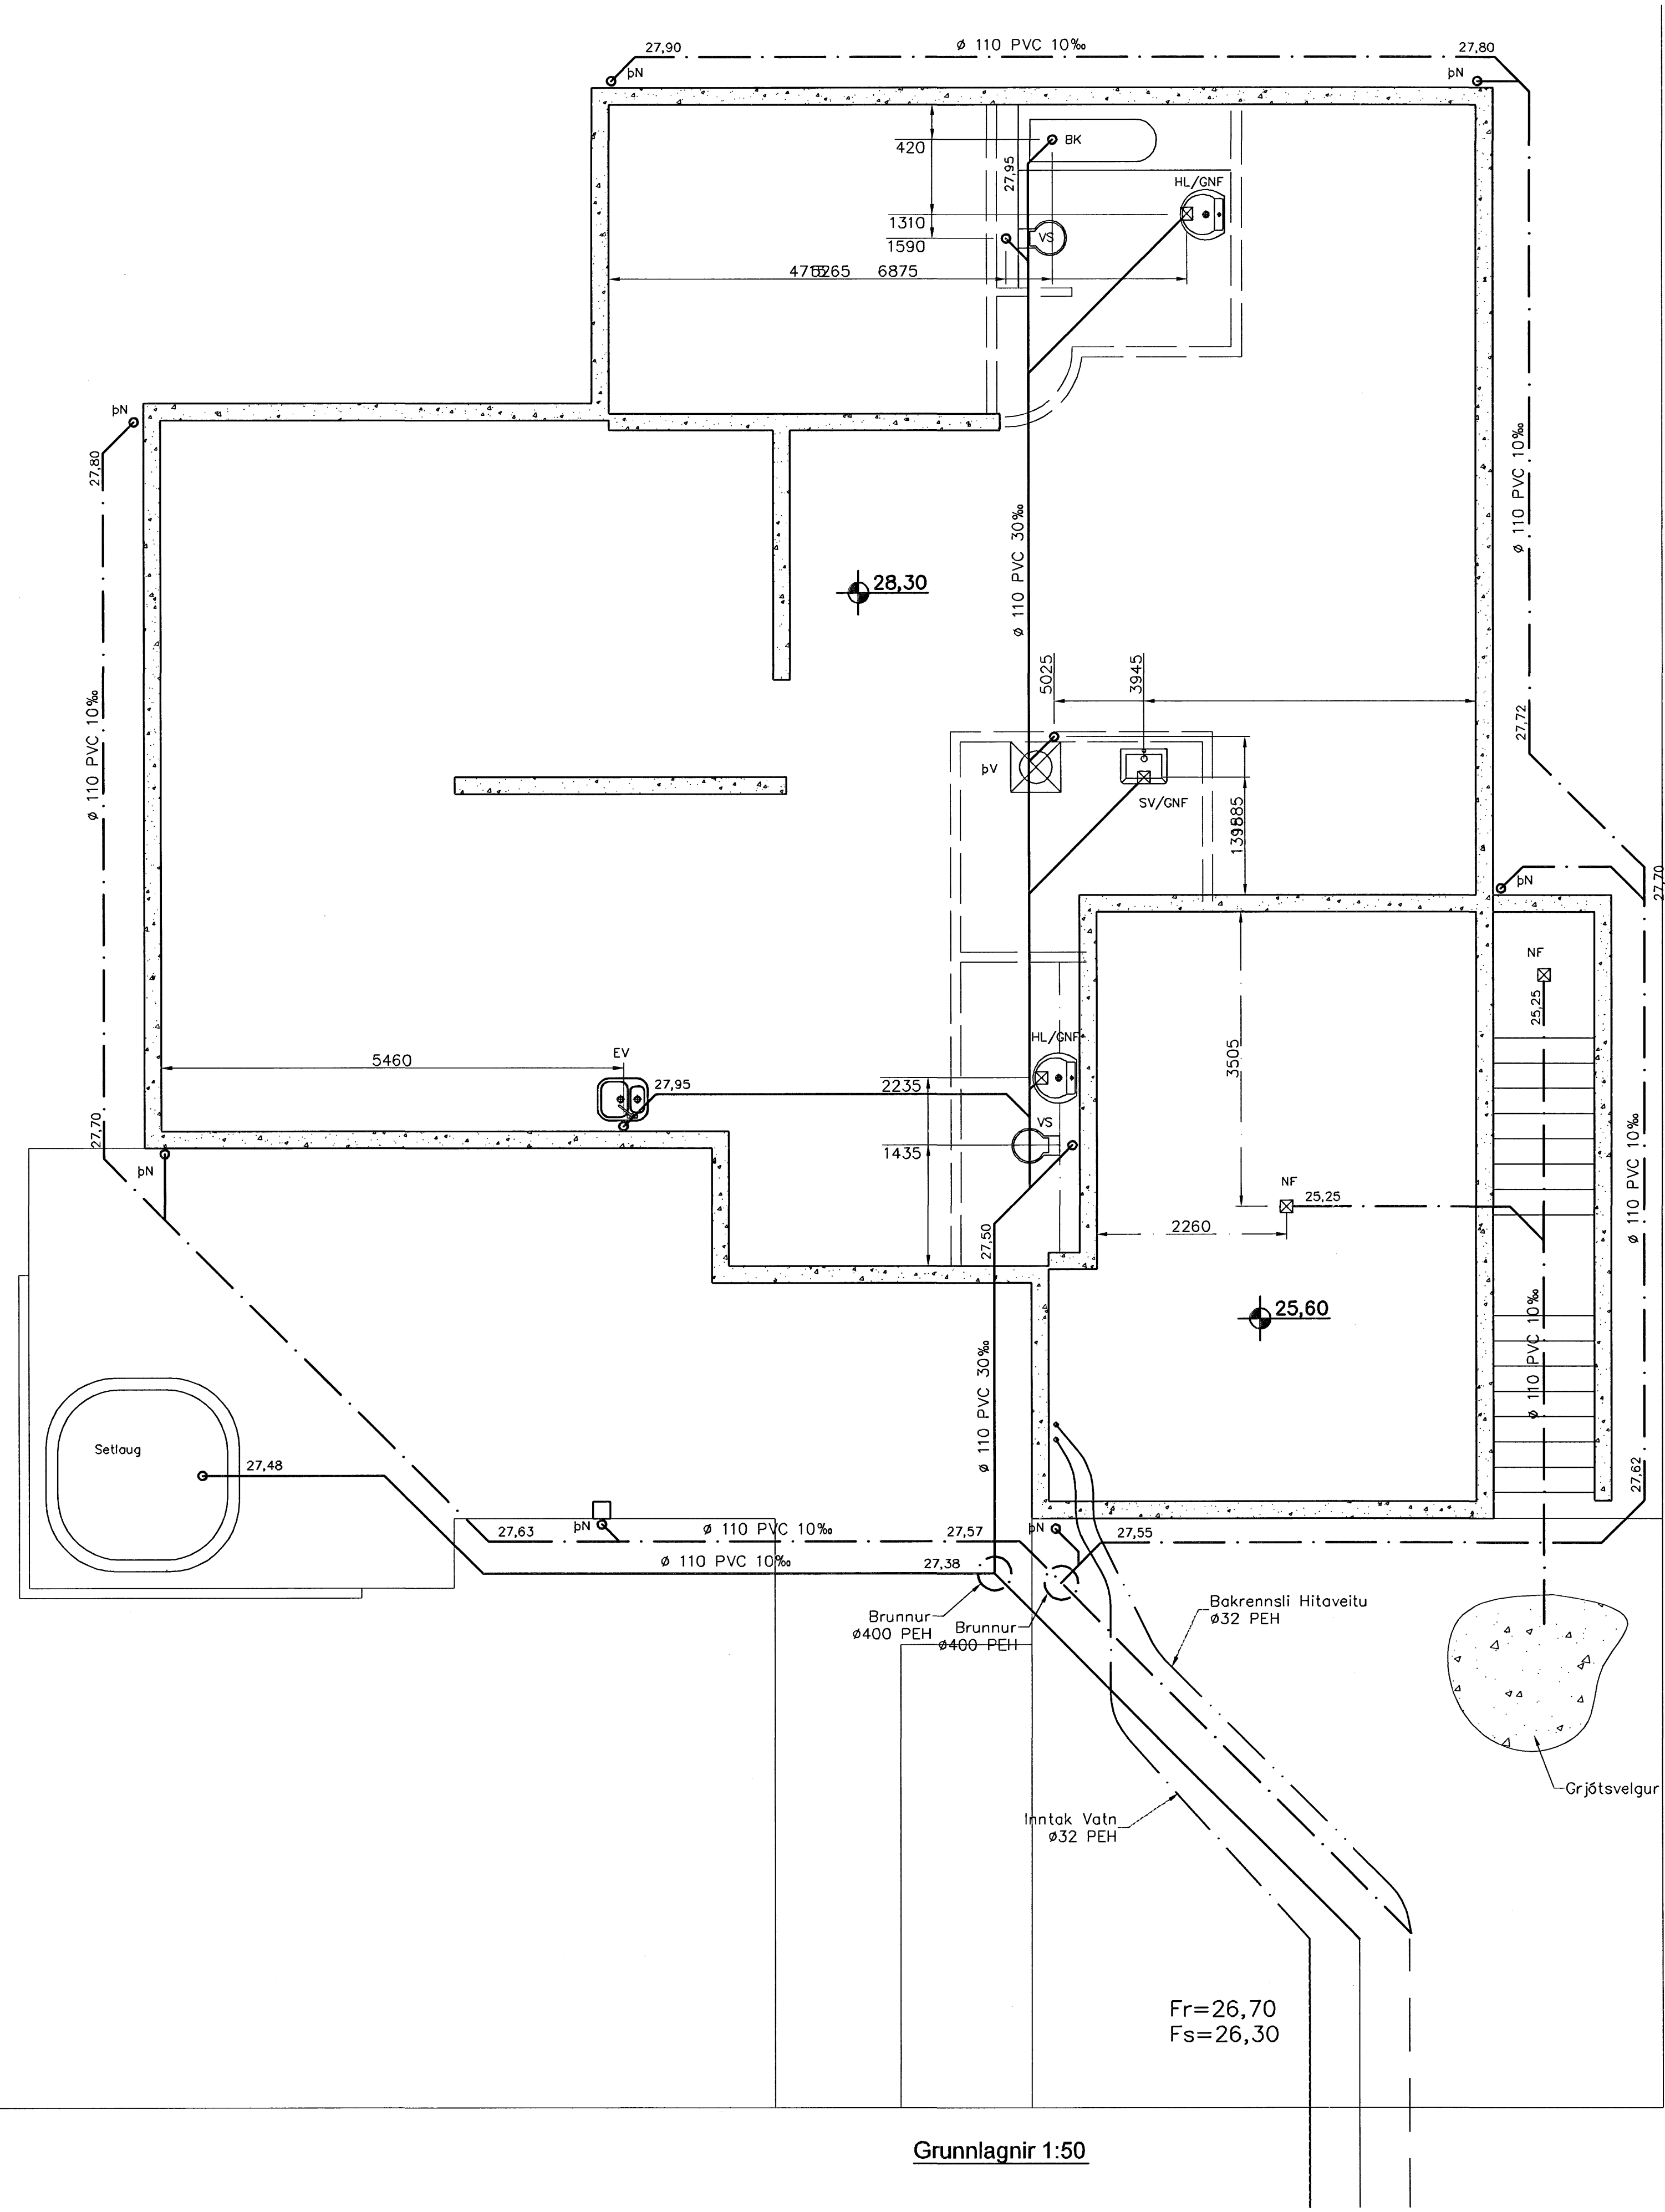 27,90
Ø 110 PVC 10‰
27,80
þN
þN
BK
420
27,95
HL/GNF
1310
VS
1590
6875
þN
27,80
Ø 110 PVC 10‰
Ø 110 PVC 30‰
28,30
5025
3945
27,72
Ø 110 PVC 10‰
þV
SV/GNF
27,70
þN
NF
25,25
3505
HL/GNF
EV
5460
27,95
2235
VS
27,70
1435
þN
Ø 110 PVC 10‰
NF
25,25
2260
27,50
25,60
Ø 110 PVC 30‰
Ø 110 PVC 10‰
Setlaug
27,48
27,62
27,63
þN
Ø 110 PVC 10‰
27,57
þN
27,55
Ø 110 PVC 10‰
27,38
Brunnur
Ø400 PEH
Brunnur
Ø400 PEH
Bakrennsli Hitaveitu
Ø32 PEH
Grjótsvelgur
Inntak Vatn
Ø32 PEH
Fr=26,70
Fs=26,30
Grunnlagnir 1:50